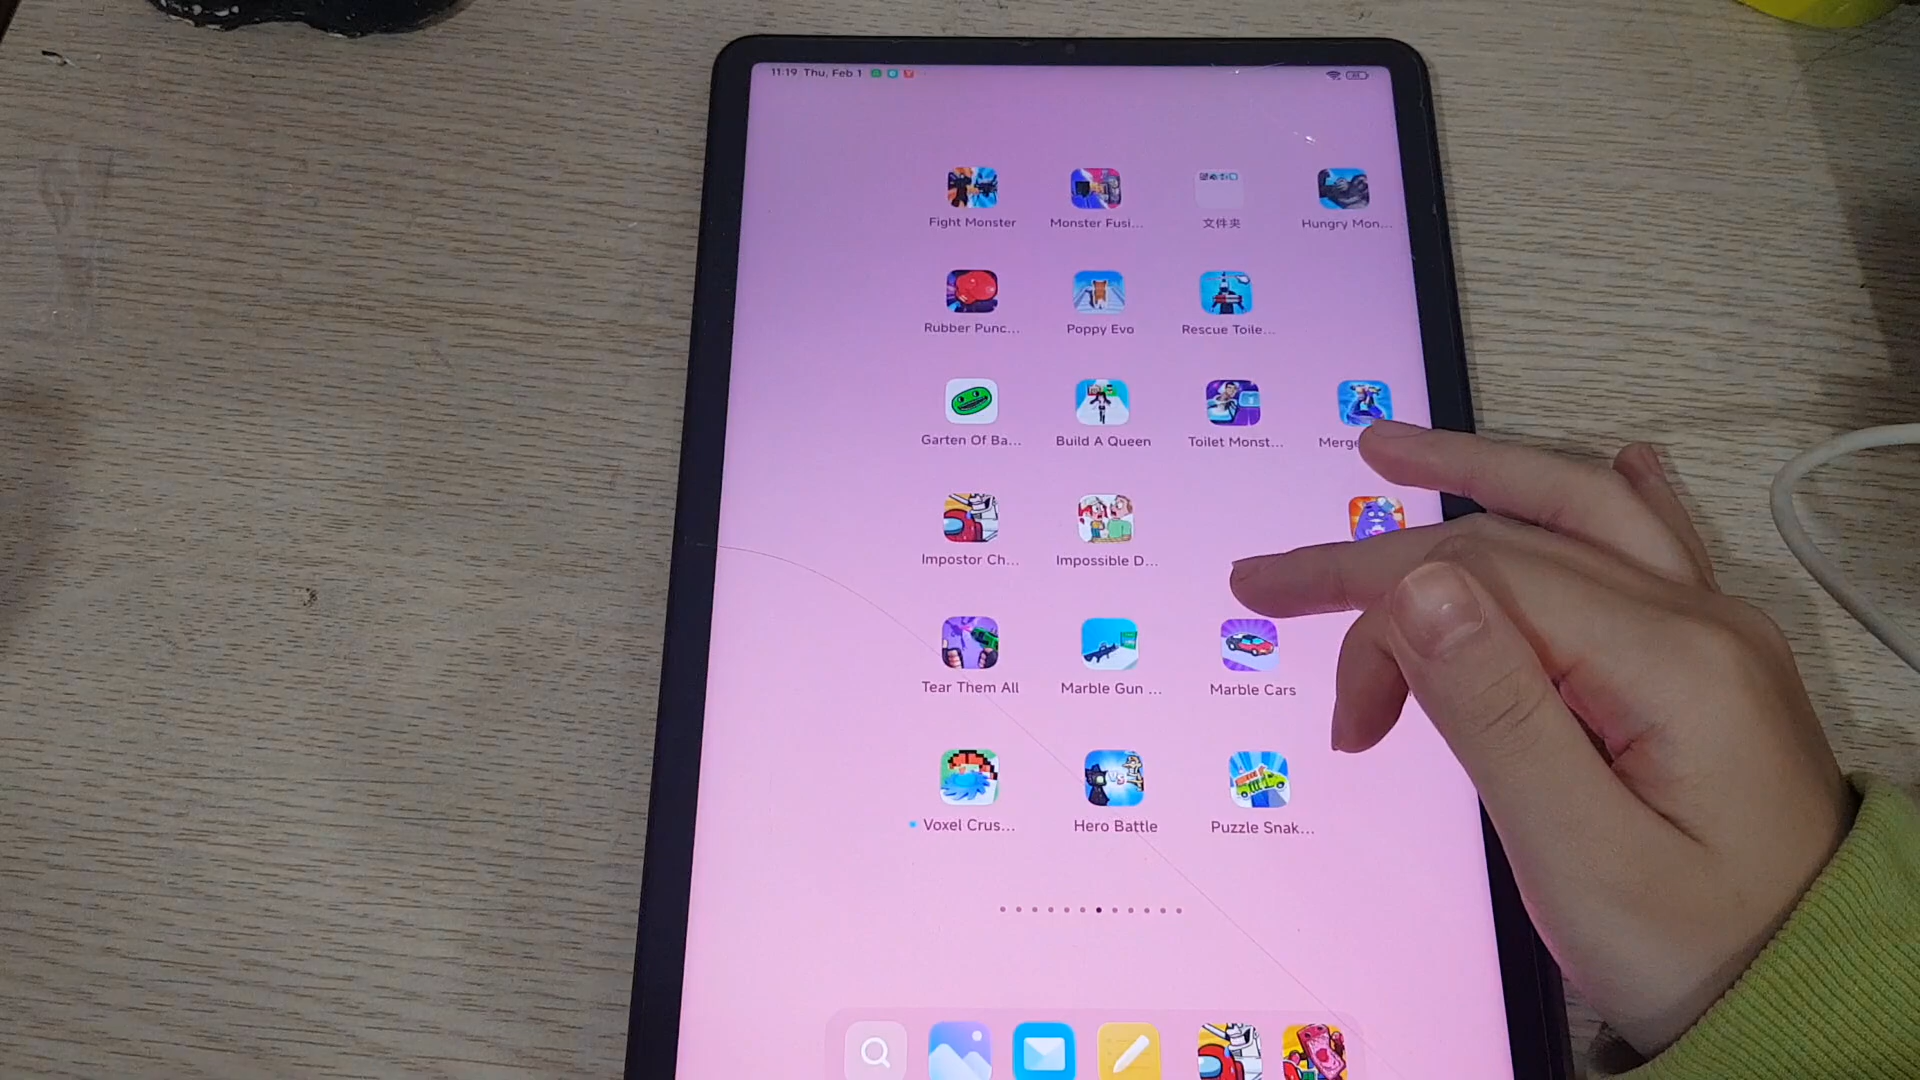 11:19 Thu, Feb 1
Fight Monster
Monster Fusi...
文件夹
Hungry Mon...
Rubber Punc...
Poppy Evo
Rescue Toile...
Garten Of Ba...
Build A Queen
Toilet Monst...
Merge
Impostor Ch...
Impossible D...
Tear Them All
Marble Gun ...
Marble Cars
Voxel Crus...
Hero Battle
Puzzle Snak...